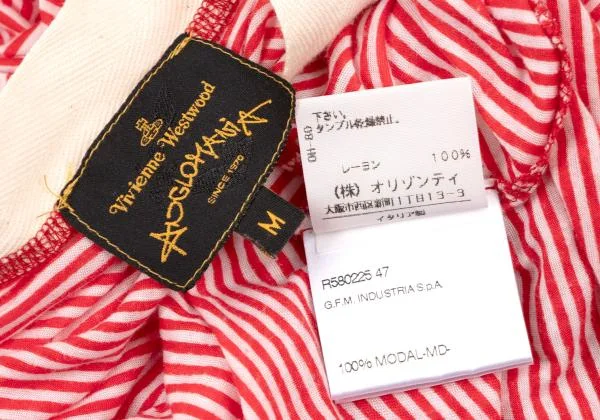 Vivienne Westwood
ANGLOMANIA
SINCE 1970
M
下さい。
タンブル乾燥禁止。
OH-08
レーヨン 100%
(株) オリゾンティ
大阪市西区新町1丁目13-3
イタリア製
R580225 47
G.F.M. INDUSTRIA S.p.A.
100% MODAL-MD-